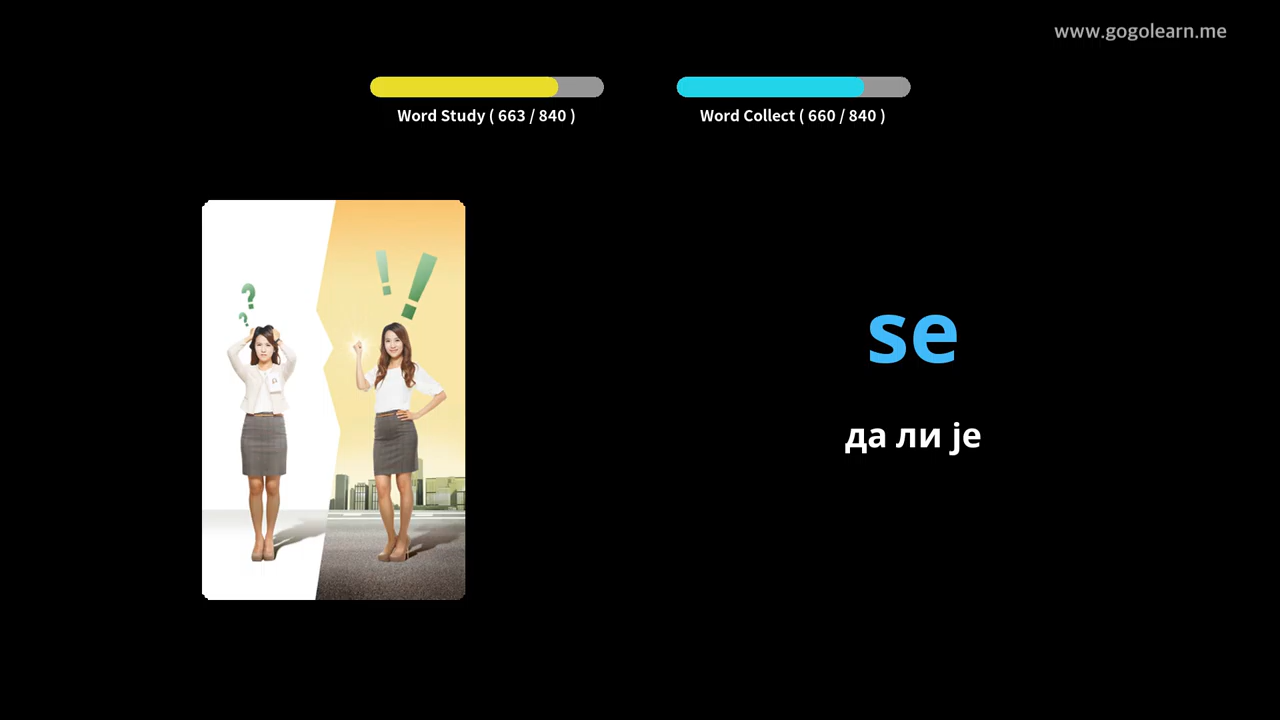 www.gogolearn.me
Word Study ( 663 / 840 )
Word Collect ( 660 / 840 )
se
да ли је